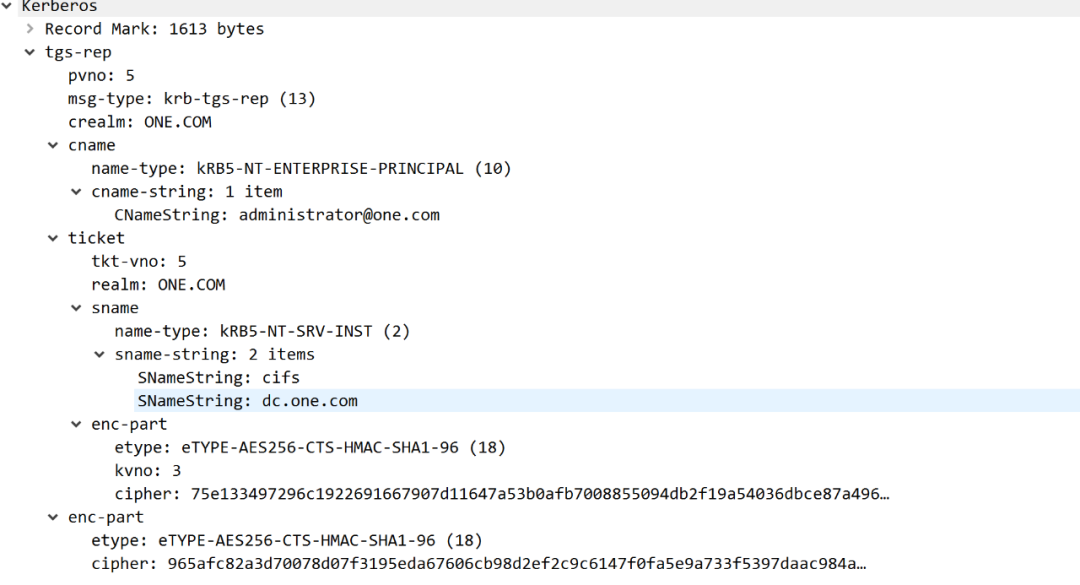 Kerberos
Record Mark: 1613 bytes
tgs-rep
pvno: 5
msg-type: krb-tgs-rep (13)
crealm: ONE.COM
cname
name-type: kRB5-NT-ENTERPRISE-PRINCIPAL (10)
cname-string: 1 item
CNameString: administrator@one.com
ticket
tkt-vno: 5
realm: ONE.COM
sname
name-type: kRB5-NT-SRV-INST (2)
sname-string: 2 items
SNameString: cifs
SNameString: dc.one.com
enc-part
etype: eTYPE-AES256-CTS-HMAC-SHA1-96 (18)
kvno: 3
cipher: 75e133497296c1922691667907d11647a53b0afb7008855094db2f19a54036dbce87a496…
enc-part
etype: eTYPE-AES256-CTS-HMAC-SHA1-96 (18)
cipher: 965afc82a3d70078d07f3195eda67606cb98d2ef2c9c6147f0fa5e9a733f5397daac984a…